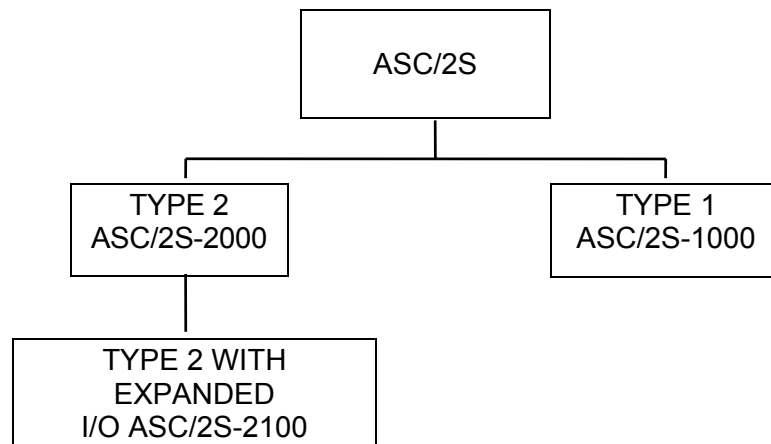 ASC/2S
TYPE 2
ASC/2S-2000
TYPE 1
ASC/2S-1000
TYPE 2 WITH
EXPANDED
I/O ASC/2S-2100